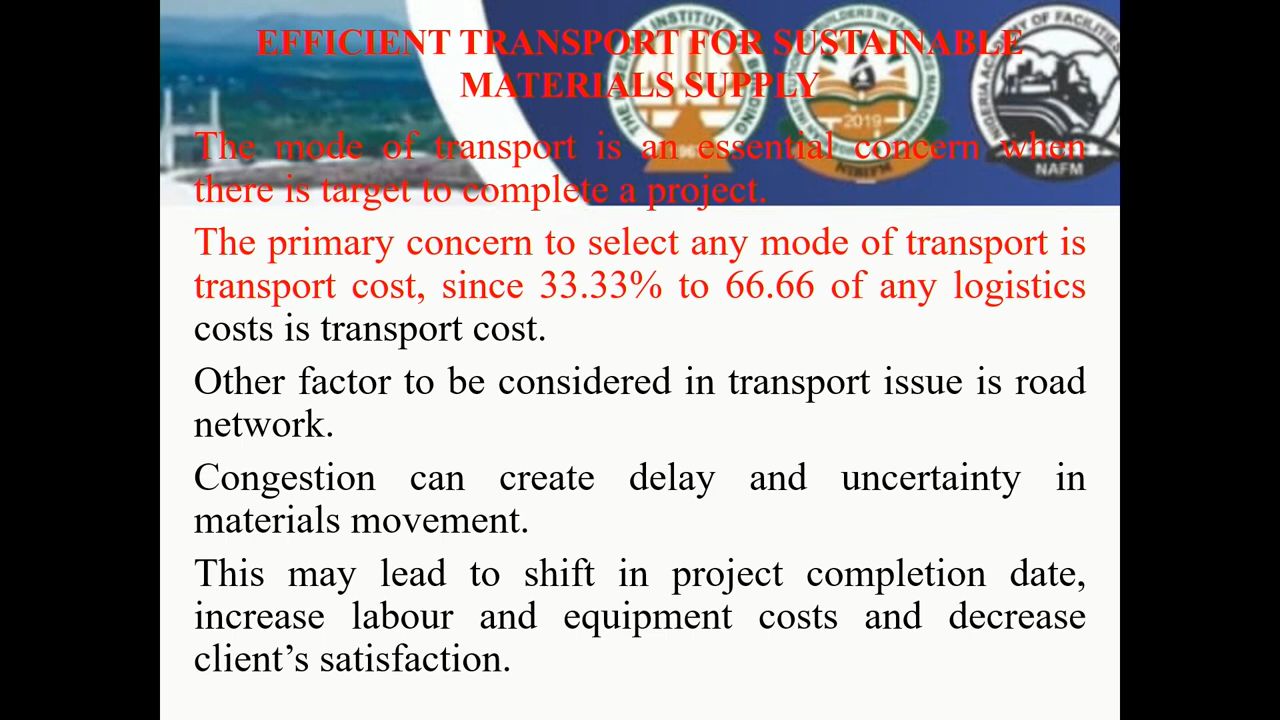 EFFICIENT TRANSPORT FOR SUSTAINABLE
MATERIALS SUPPLY
The mode of transport is an essential concern when
there is target to complete a project.
The primary concern to select any mode of transport is
transport cost, since 33.33% to 66.66 of any logistics
costs is transport cost.
Other factor to be considered in transport issue is road
network.
Congestion can create delay and uncertainty in
materials movement.
This may lead to shift in project completion date,
increase labour and equipment costs and decrease
client’s satisfaction.
2019
NAFM